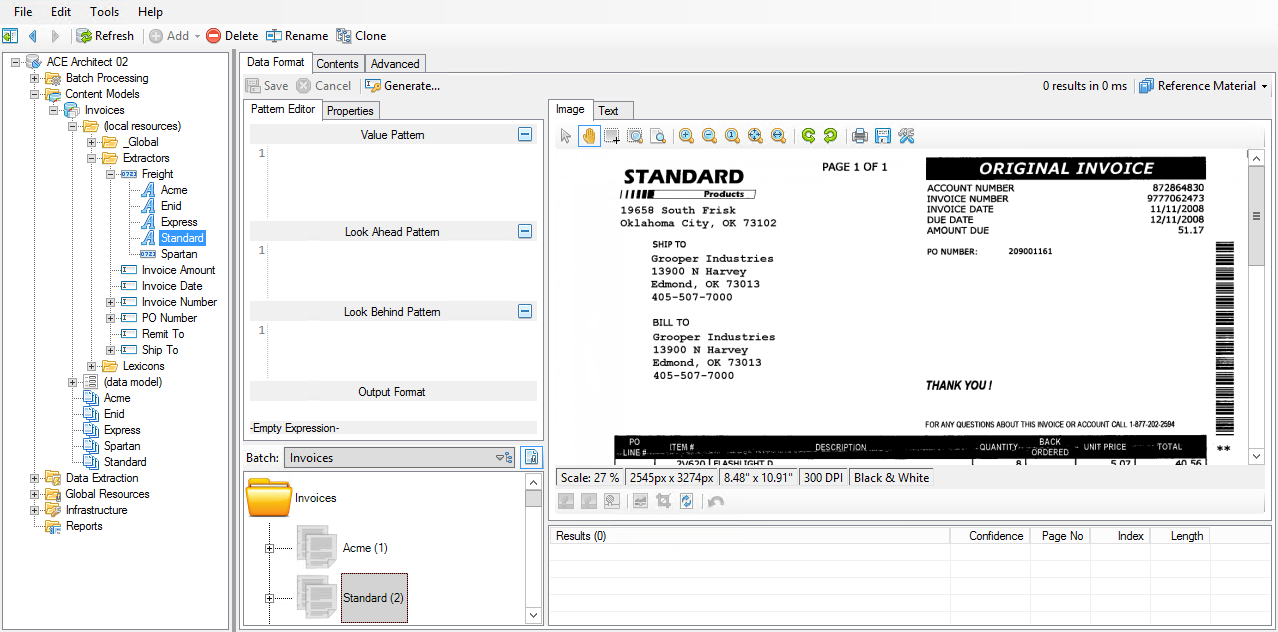 File Edit Tools Help
Refresh Add Delete Rename Clone
ACE Architect 02
Batch Processing
Content Models
Invoices
(local resources)
_Global
Extractors
Freight
Acme
Enid
Express
Standard
Spartan
Invoice Amount
Invoice Date
Invoice Number
PO Number
Remit To
Ship To
Lexicons
(data model)
Acme
Enid
Express
Spartan
Standard
Data Extraction
Global Resources
Infrastructure
Reports
Data Format Contents Advanced
Save Cancel Generate... 0 results in 0 ms Reference Material
Pattern Editor Properties
Value Pattern
1
Look Ahead Pattern
1
Look Behind Pattern
1
Output Format
-Empty Expression-
Batch: Invoices
Invoices
Acme (1)
Standard (2)
Image Text
STANDARD
Products
19658 South Frisk
Oklahoma City, OK 73102
PAGE 1 OF 1
ORIGINAL INVOICE
ACCOUNT NUMBER 872864830
INVOICE NUMBER 9777062473
INVOICE DATE 11/11/2008
DUE DATE 12/11/2008
AMOUNT DUE 51.17
PO NUMBER: 209001161
SHIP TO
Grooper Industries
13900 N Harvey
Edmond, OK 73013
405-507-7000
BILL TO
Grooper Industries
13900 N Harvey
Edmond, OK 73013
405-507-7000
THANK YOU !
FOR ANY QUESTIONS ABOUT THIS INVOICE OR ACCOUNT CALL 1-877-202-2594
PO LINE # ITEM # DESCRIPTION QUANTITY BACK ORDERED UNIT PRICE TOTAL
**
2V620 FLASHLIGHT D 8 5.07 40.56
Scale: 27 % 2545px x 3274px 8.48" x 10.91" 300 DPI Black & White
Results (0) Confidence Page No Index Length